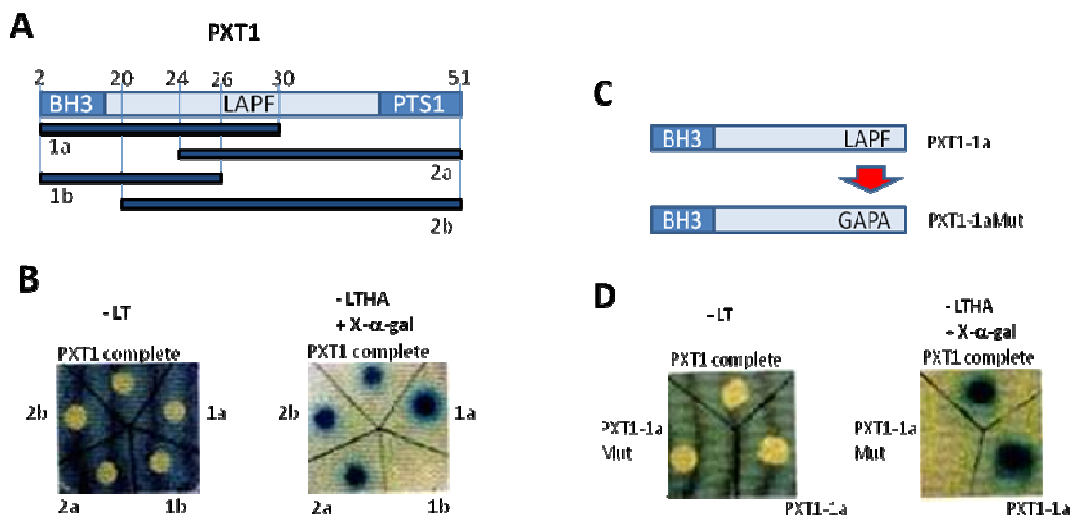 A
PXT1
2 20 24 26 30 51
BH3 LAPF PTS1
1a
2a
1b
2b
B
- LT
- LTHA
+ X-α-gal
PXT1 complete
PXT1 complete
2b
1a
2b
1a
2a
1b
2a
1b
C
BH3 LAPF PXT1-1a
BH3 GAPA PXT1-1aMut
D
- LT
- LTHA
+ X-α-gal
PXT1 complete
PXT1 complete
PXT1-1a
Mut
PXT1-1a
Mut
PXT1-1a
PXT1-1a